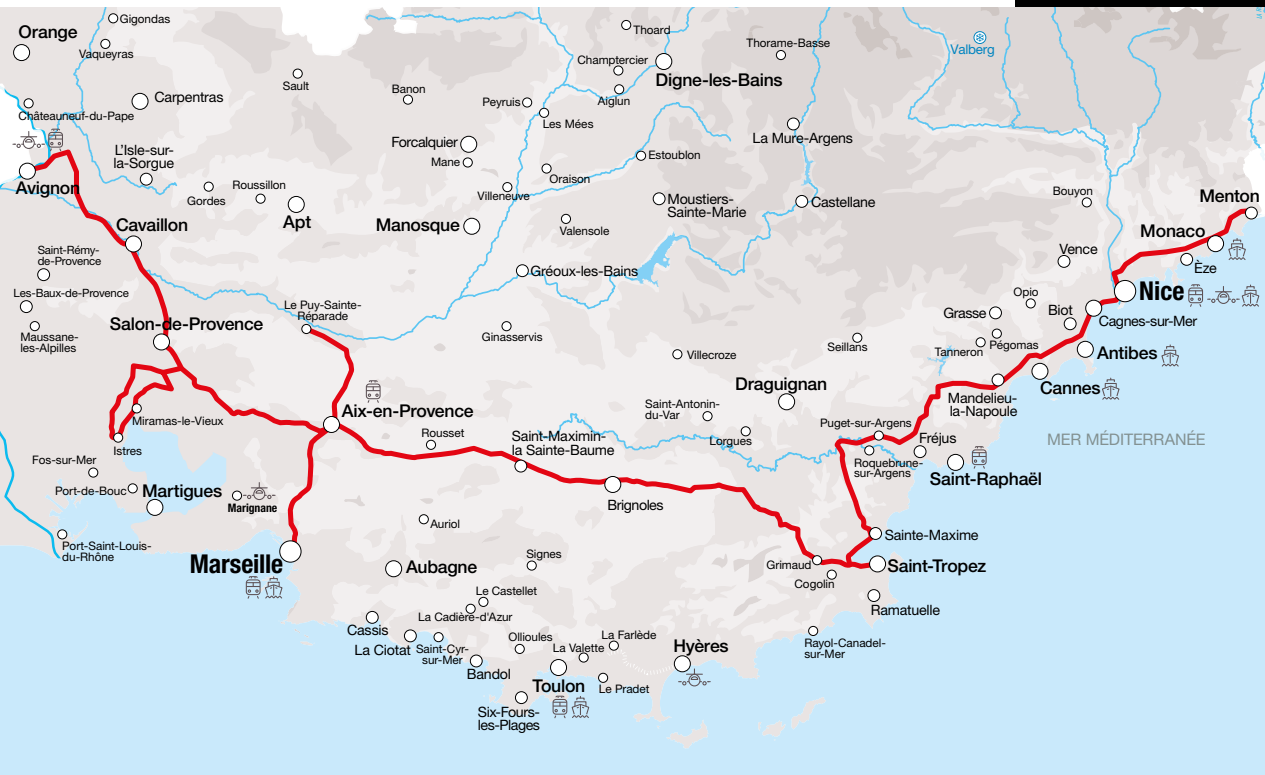 Gigondas
Orange
Vaqueyras
Thoard
Thorame-Basse
Valberg
Champtercier
Digne-les-Bains
Sault
Banon
Carpentras
Peyruis
Aiglun
Châteauneuf-du-Pape
Les Mées
Forcalquier
La Mure-Argens
L'Isle-sur-
la-Sorgue
Mane
Estoublon
Avignon
Oraison
Roussillon
Gordes
Villeneuve
Bouyon
Menton
Apt
Moustiers-
Sainte-Marie
Castellane
Cavaillon
Manosque
Valensole
Monaco
Saint-Rémy-
de-Provence
Vence
Èze
Gréoux-les-Bains
Les-Baux-de-Provence
Le Puy-Sainte-
Réparade
Opio
Nice
Salon-de-Provence
Grasse
Biot
Cagnes-sur-Mer
Maussane-
les-Alpilles
Ginasservis
Seillans
Tanneron
Pégomas
Villecroze
Antibes
Draguignan
Cannes
Mandelieu-
la-Napoule
Aix-en-Provence
Saint-Antonin-
du-Var
Miramas-le-Vieux
Puget-sur-Argens
Rousset
Saint-Maximin-
la Sainte-Baume
Lorgues
Fréjus
MER MÉDITERRANÉE
Istres
Fos-sur-Mer
Roquebrune-
sur-Argens
Saint-Raphaël
Port-de-Bouc
Martigues
Marignane
Brignoles
Auriol
Port-Saint-Louis-
du-Rhône
Sainte-Maxime
Marseille
Aubagne
Signes
Grimaud
Saint-Tropez
Cogolin
Le Castellet
Ramatuelle
La Cadière-d'Azur
Cassis
La Ciotat
Saint-Cyr-
sur-Mer
Ollioules
La Farlède
La Valette
Hyères
Rayol-Canadel-
sur-Mer
Bandol
Toulon
Le Pradet
Six-Fours-
les-Plages